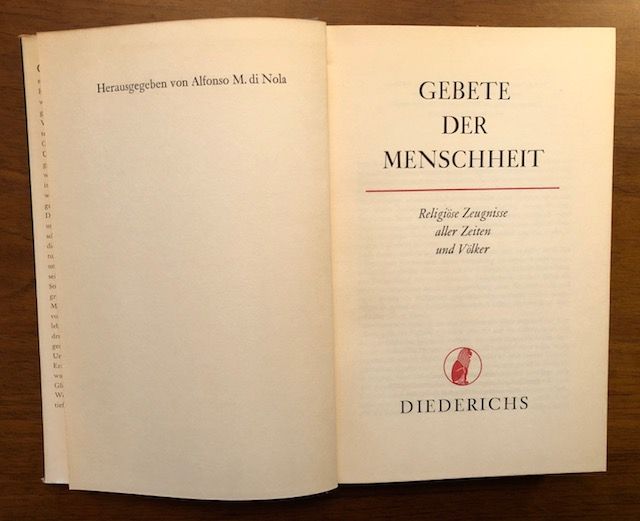 Herausgegeben von Alfonso M. di Nola
GEBETE
DER
MENSCHHEIT
Religiöse Zeugnisse
aller Zeiten
und Völker
DIEDERICHS